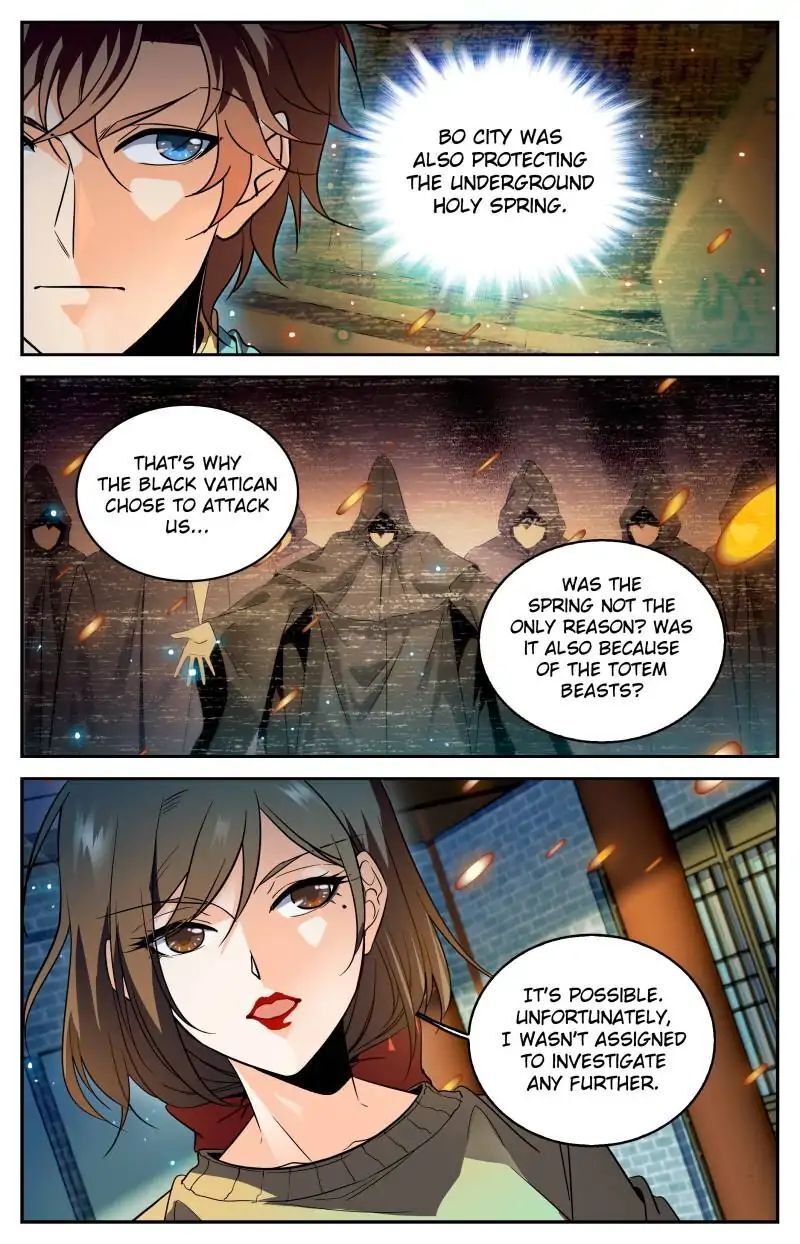 BO CITY WAS
ALSO PROTECTING
THE UNDERGROUND
HOLY SPRING.
THAT'S WHY
THE BLACK VATICAN
CHOSE TO ATTACK
US...
WAS THE
SPRING NOT THE
ONLY REASON? WAS
IT ALSO BECAUSE
OF THE TOTEM
BEASTS?
IT'S POSSIBLE.
UNFORTUNATELY,
I WASN'T ASSIGNED
TO INVESTIGATE
ANY FURTHER.